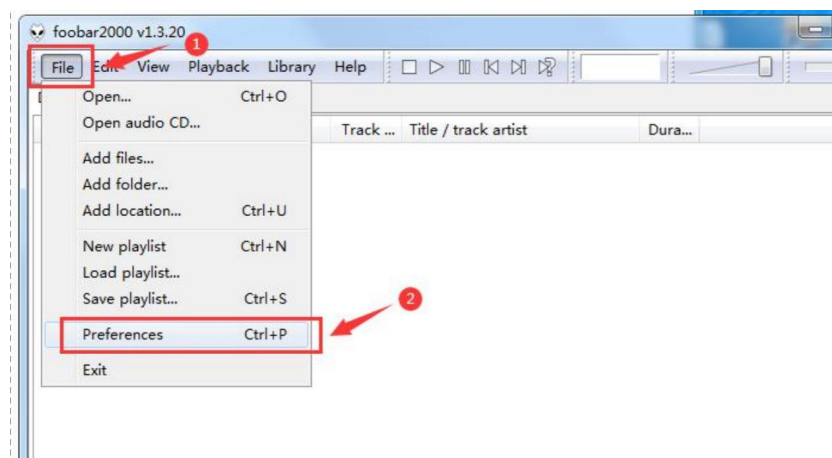 foobar2000 v1.3.20
1
File Edit View Playback Library Help
Open... Ctrl+O
Open audio CD...
Track ... Title / track artist Dura...
Add files...
Add folder...
Add location... Ctrl+U
New playlist Ctrl+N
Load playlist...
Save playlist... Ctrl+S
2
Preferences Ctrl+P
Exit